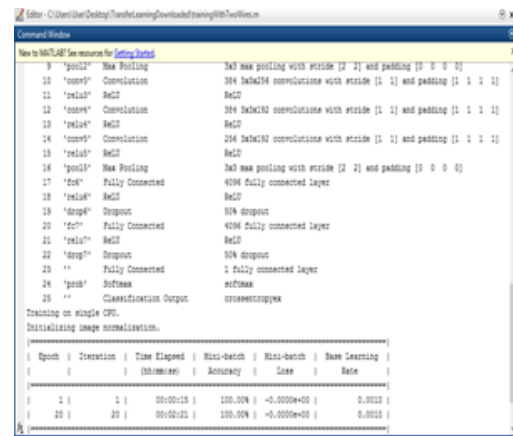 Editor - C:\Users\User\Desktop\TransferLearningDownloaded\trainingWithTwoWires.m
Command Window
New to MATLAB? See resources for Getting Started.
9 'pool2' Max Pooling 3x3 max pooling with stride [2 2] and padding [0 0 0 0]
10 'conv3' Convolution 384 3x3x256 convolutions with stride [1 1] and padding [1 1 1 1]
11 'relu3' ReLU ReLU
12 'conv4' Convolution 384 3x3x192 convolutions with stride [1 1] and padding [1 1 1 1]
13 'relu4' ReLU ReLU
14 'conv5' Convolution 256 3x3x192 convolutions with stride [1 1] and padding [1 1 1 1]
15 'relu5' ReLU ReLU
16 'pool5' Max Pooling 3x3 max pooling with stride [2 2] and padding [0 0 0 0]
17 'fc6' Fully Connected 4096 fully connected layer
18 'relu6' ReLU ReLU
19 'drop6' Dropout 50% dropout
20 'fc7' Fully Connected 4096 fully connected layer
21 'relu7' ReLU ReLU
22 'drop7' Dropout 50% dropout
23 '' Fully Connected 1 fully connected layer
24 'prob' Softmax softmax
25 '' Classification Output crossentropyex
Training on single CPU.
Initializing image normalization.
|==========================================================================|
| Epoch | Iteration | Time Elapsed | Mini-batch | Mini-batch | Base Learning |
| | | (hh:mm:ss) | Accuracy | Loss | Rate |
|==========================================================================|
| 1 | 1 | 00:00:15 | 100.00% | -0.0000e+00 | 0.0010 |
| 20 | 20 | 00:02:21 | 100.00% | -0.0000e+00 | 0.0010 |
|==========================================================================|
fx